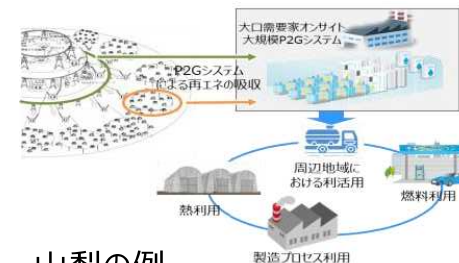 大口需要家オンサイト
大規模P2Gシステム
P2Gシステム
による再エネの吸収
周辺地域に
おける利活用
熱利用
燃料利用
製造プロセス利用
山梨の例